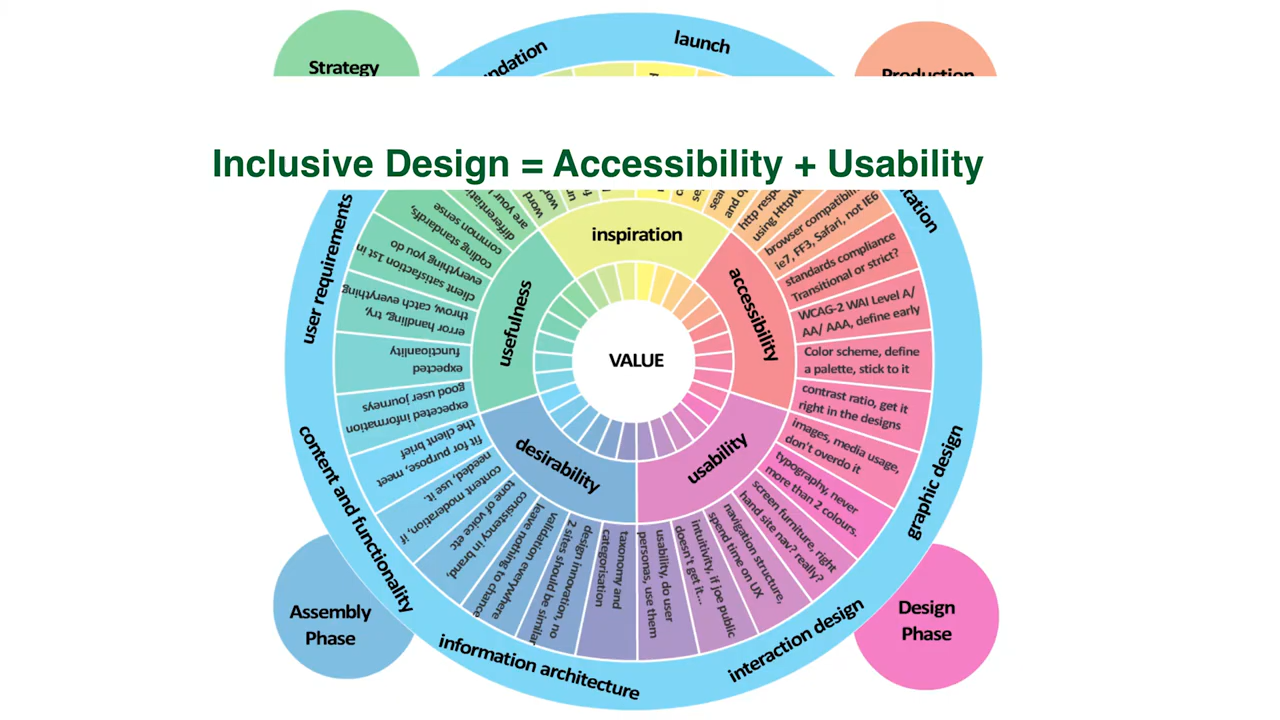 Strategy
launch
Production
Inclusive Design = Accessibility + Usability
inspiration
accessibility
usability
desirability
usefulness
VALUE
user requirements
content and functionality
information architecture
interaction design
graphic design
Assembly
Phase
Design
Phase
browser compatibili
ie7, FF3, Safari, not IE6
standards compliance
Transitional or strict?
WCAG-2 WAI Level A/
AA/ AAA, define early
Color scheme, define
a palette, stick to it
contrast ratio, get it
right in the designs
images, media usage,
don't overdo it
typography, never
more than 2 colours.
screen furniture, right
hand site nav? really?
navigation structure,
spend time on UX
intuitivity, if joe public
doesn't get it...
usability, do user
personas, use them
taxonomy and
categorisation
design innovation, no
2 sites should be similar
validation everywhere
leave nothing to chance
consistency in brand,
tone of voice etc
content moderation, if
needed, use it.
fit for purpose, meet
the client brief
expeceted information
good user journeys
expected
functioanlity
error handling, try,
throw, catch everything
client satisfaction 1st in
everything you do
coding standards,
common sense
differentiati
are your